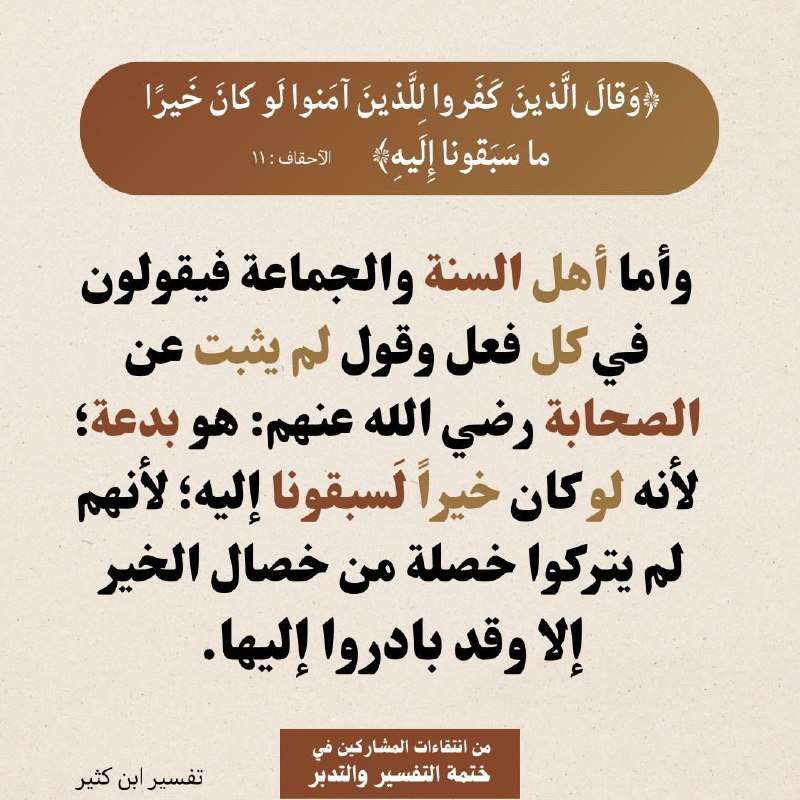 ﴿وَقالَ الَّذينَ كَفَروا لِلَّذينَ آمَنوا لَو كانَ خَيرًا
ما سَبَقونا إِلَيهِ﴾ الآحقاف : ١١
وأما أهل السنة والجماعة فيقولون
في كل فعل وقول لم يثبت عن
الصحابة رضي الله عنهم: هو بدعة؛
لأنه لو كان خيراً لَسبقونا إليه؛ لأنهم
لم يتركوا خصلة من خصال الخير
إلا وقد بادروا إليها.
من انتقاءات المشاركين في
ختمة التفسير والتدبر
تفسير ابن كثير